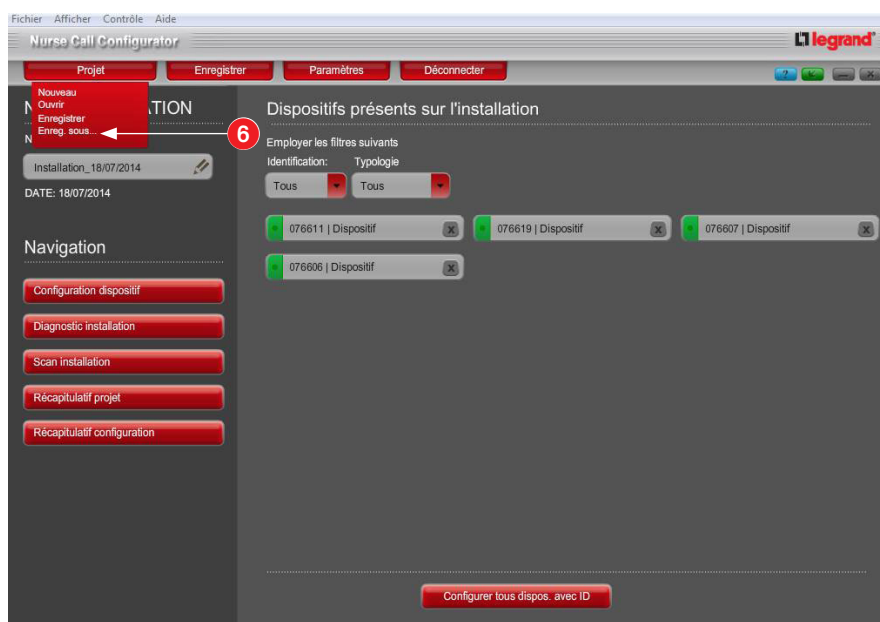 Fichier Afficher Contrôle Aide
Nurse Call Configurator
legrand
Projet Enregistrer Paramètres Déconnecter
?
Nouveau
Ouvrir
Enregistrer
Enreg. sous...
6
N TION
N
Installation_18/07/2014
DATE: 18/07/2014
Navigation
Configuration dispositif
Diagnostic installation
Scan installation
Récapitulatif projet
Récapitulatif configuration
Dispositifs présents sur l'installation
Employer les filtres suivants
Identification: Typologie
Tous Tous
076611 | Dispositif x
076619 | Dispositif x
076607 | Dispositif x
076606 | Dispositif x
Configurer tous dispos. avec ID